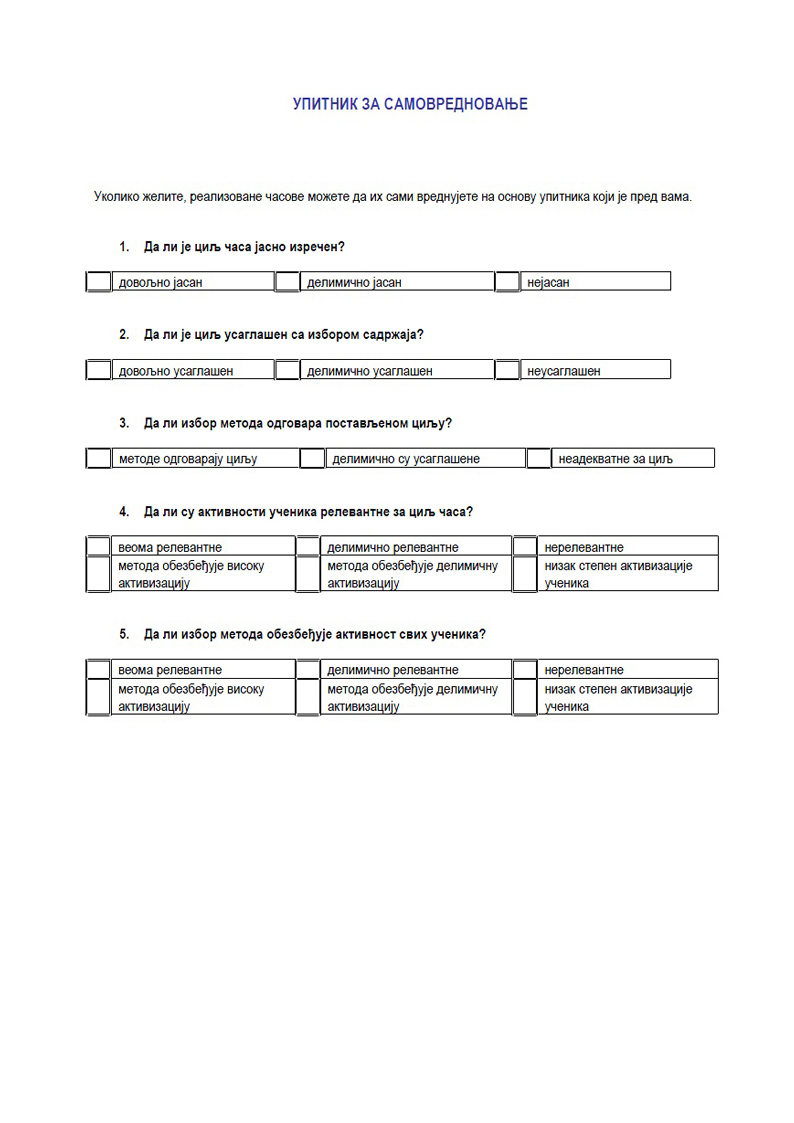 УПИТНИК ЗА САМОВРЕДНОВАЊЕ
Уколико желите, реализоване часове можете да их сами вреднујете на основу упитника који је пред вама.
1. Да ли је циљ часа јасно изречен?
довољно јасан делимично јасан нејасан
2. Да ли је циљ усаглашен са избором садржаја?
довољно усаглашен делимично усаглашен неусаглашен
3. Да ли избор метода одговара постављеном циљу?
методе одговарају циљу делимично су усаглашене неадекватне за циљ
4. Да ли су активности ученика релевантне за циљ часа?
веома релевантне делимично релевантне нерелевантне
метода обезбеђује високу метода обезбеђује делимичну низак степен активизације
активизацију активизацију ученика
5. Да ли избор метода обезбеђује активност свих ученика?
веома релевантне делимично релевантне нерелевантне
метода обезбеђује високу метода обезбеђује делимичну низак степен активизације
активизацију активизацију ученика